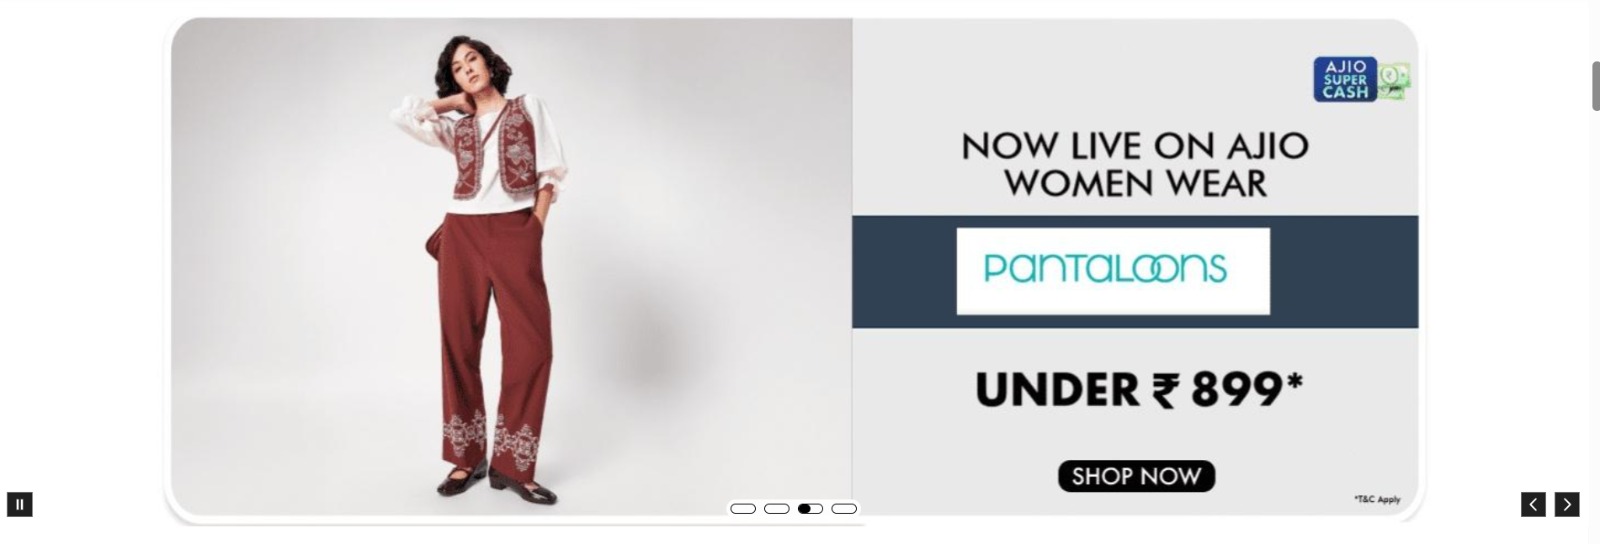 AJIO
SUPER
CASH
NOW LIVE ON AJIO
WOMEN WEAR
PANTALOONS
UNDER ₹ 899*
SHOP NOW
*T&C Apply